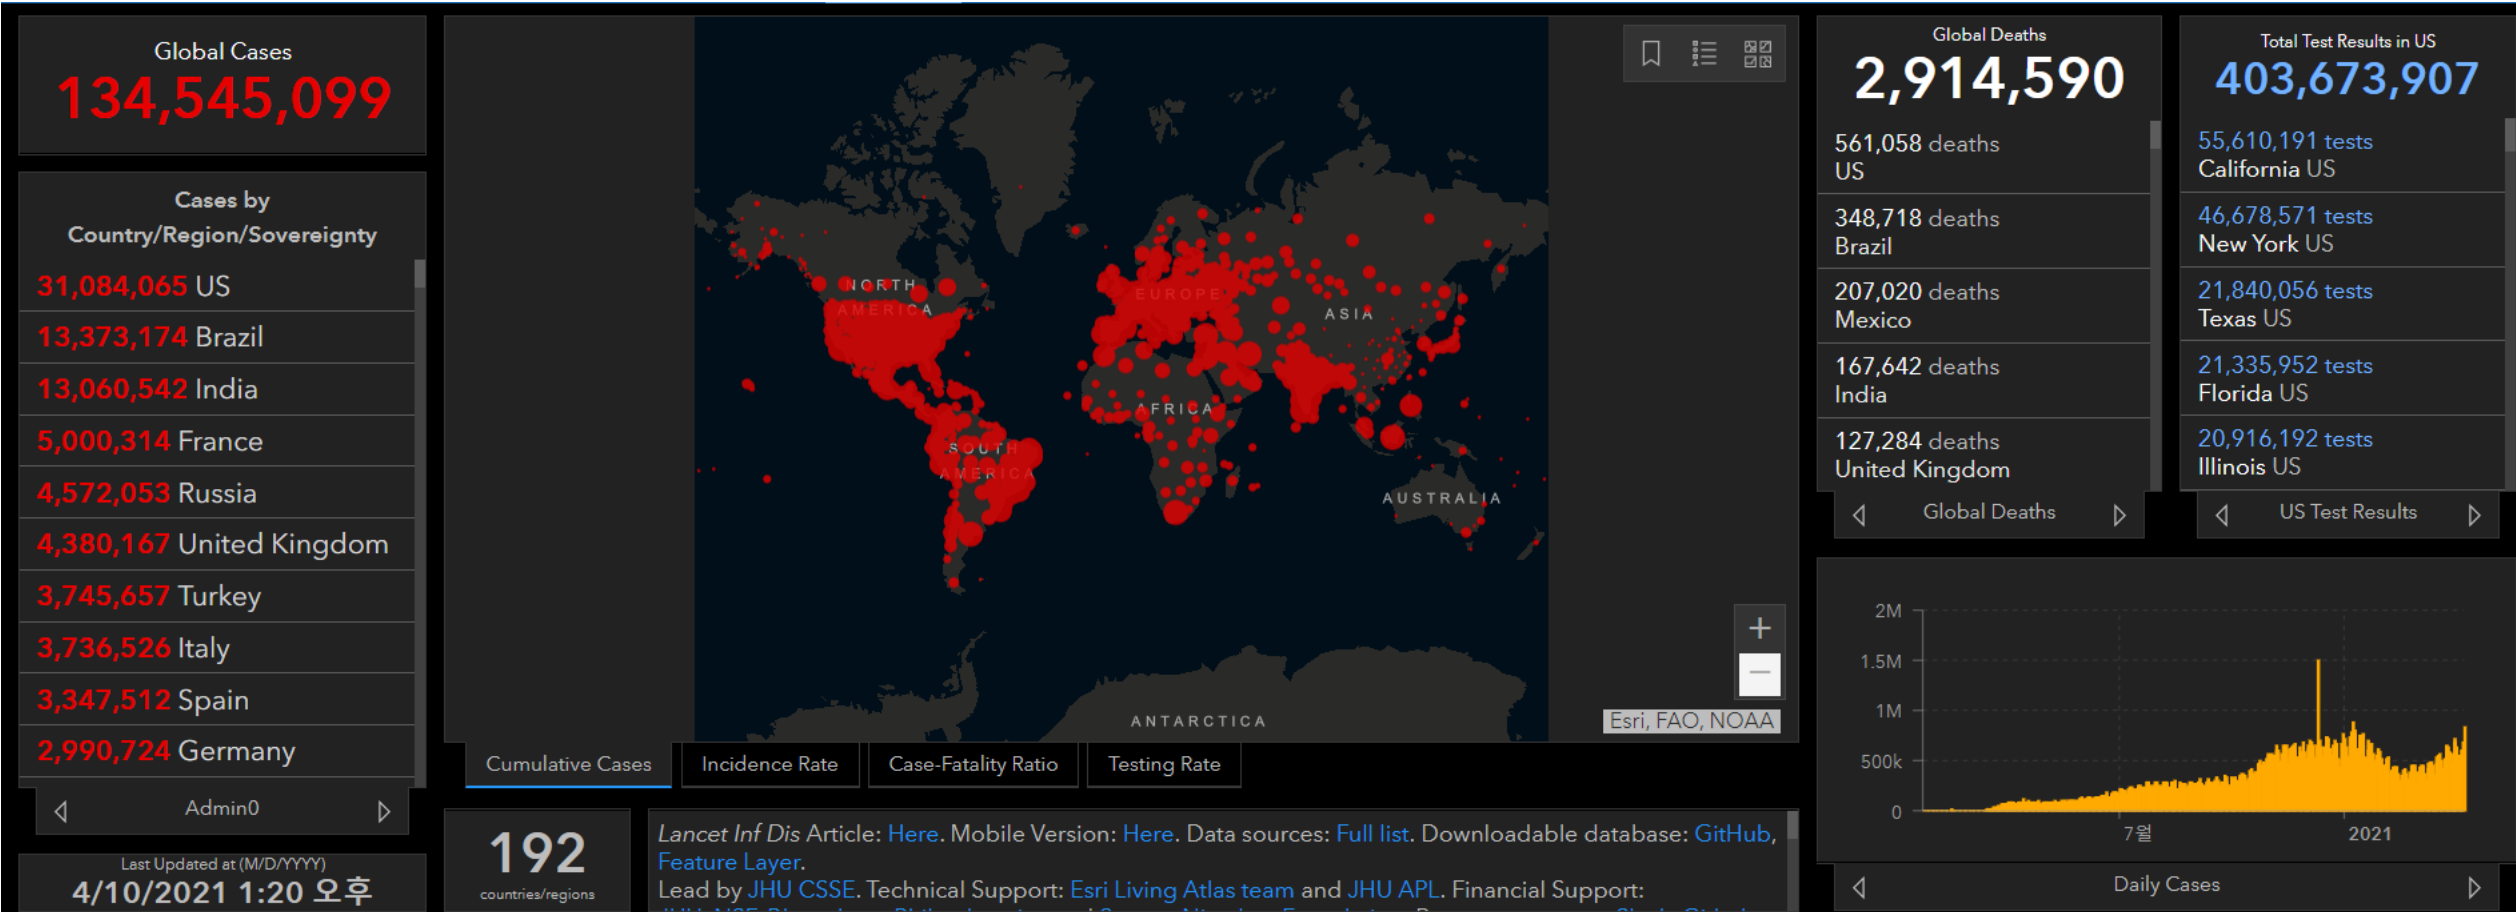 Global Cases
134,545,099
Cases by
Country/Region/Sovereignty
31,084,065 US
13,373,174 Brazil
13,060,542 India
5,000,314 France
4,572,053 Russia
4,380,167 United Kingdom
3,745,657 Turkey
3,736,526 Italy
3,347,512 Spain
2,990,724 Germany
Admin0
Last Updated at (M/D/YYYY)
4/10/2021 1:20 오후
NORTH
AMERICA
EUROPE
ASIA
AFRICA
SOUTH
AMERICA
AUSTRALIA
ANTARCTICA
Esri, FAO, NOAA
Cumulative Cases
Incidence Rate
Case-Fatality Ratio
Testing Rate
192
countries/regions
Lancet Inf Dis Article: Here. Mobile Version: Here. Data sources: Full list. Downloadable database: GitHub,
Feature Layer.
Lead by JHU CSSE. Technical Support: Esri Living Atlas team and JHU APL. Financial Support:
Global Deaths
2,914,590
561,058 deaths
US
348,718 deaths
Brazil
207,020 deaths
Mexico
167,642 deaths
India
127,284 deaths
United Kingdom
Global Deaths
Total Test Results in US
403,673,907
55,610,191 tests
California US
46,678,571 tests
New York US
21,840,056 tests
Texas US
21,335,952 tests
Florida US
20,916,192 tests
Illinois US
US Test Results
2M
1.5M
1M
500k
0
7월
2021
Daily Cases